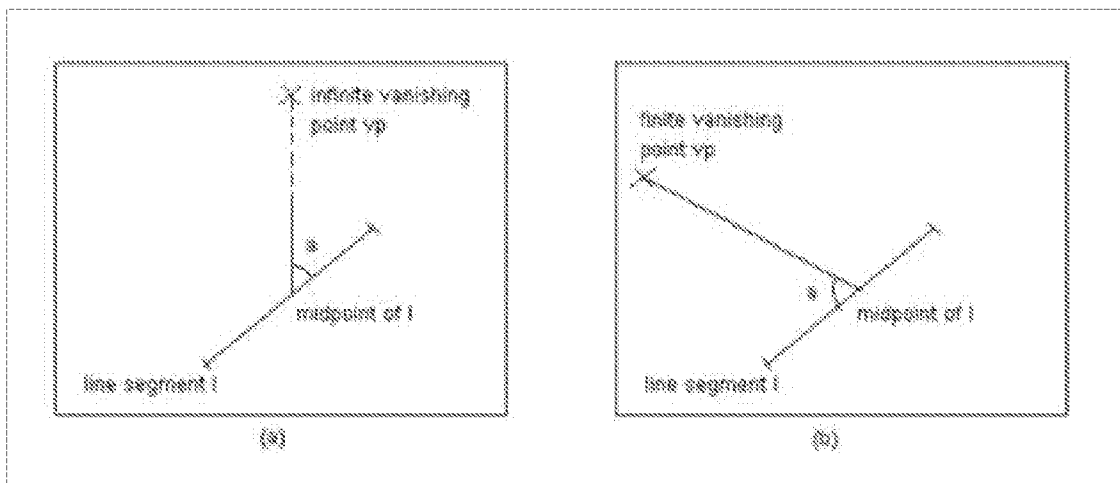 infinite vanishing
point vp
a
midpoint of l
line segment l
(a)
finite vanishing
point vp
a
midpoint of l
line segment l
(b)